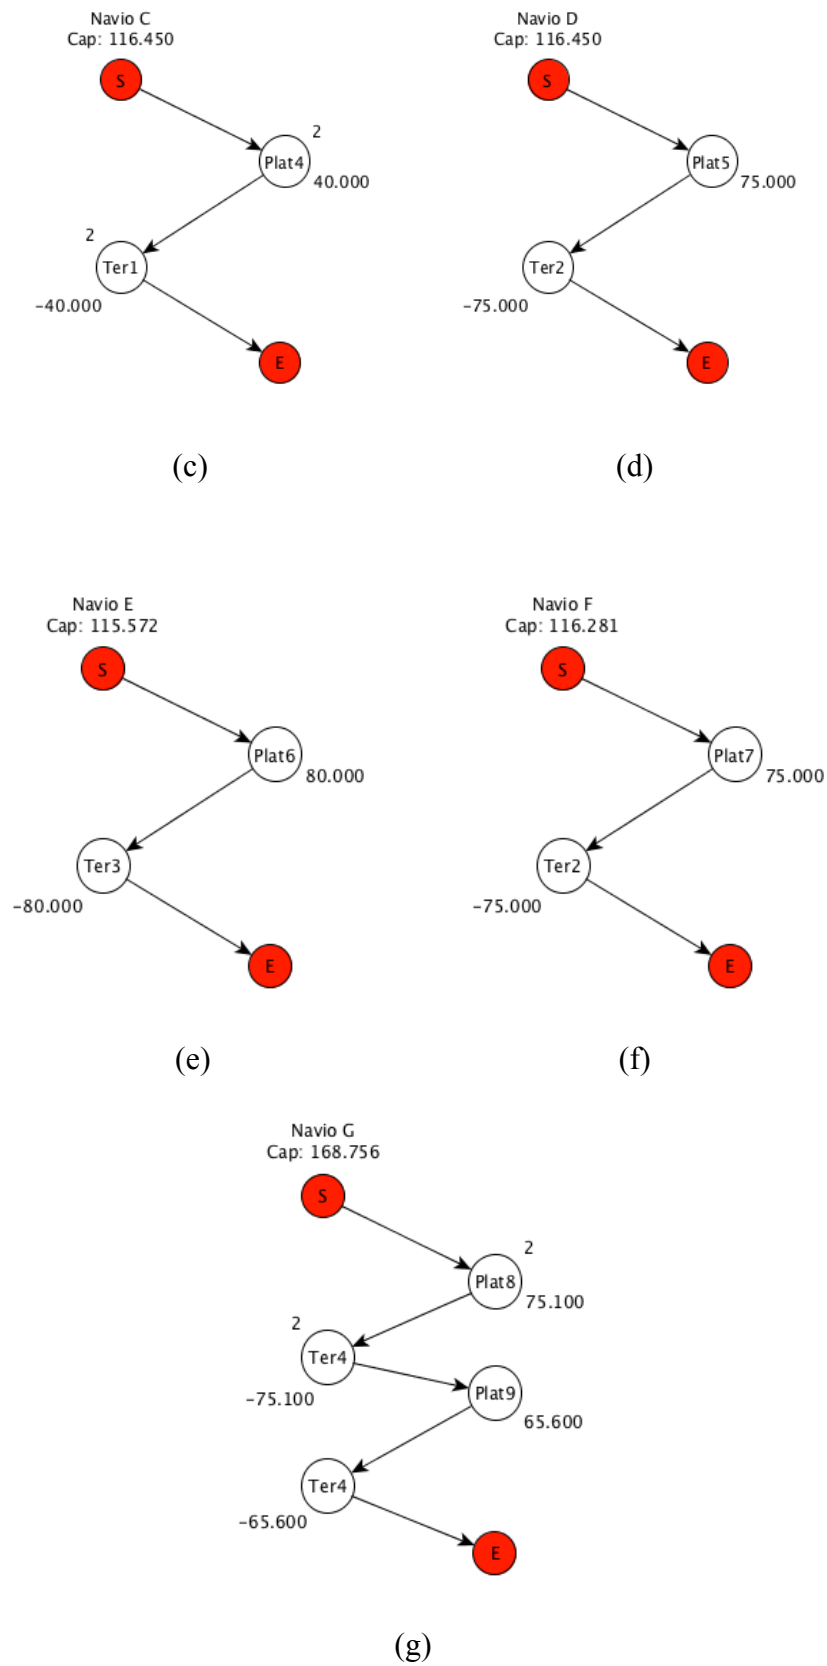 Navio C
Cap: 116.450
S
2
Plat4
40.000
2
Ter1
-40.000
E
(c)
Navio D
Cap: 116.450
S
Plat5
75.000
Ter2
-75.000
E
(d)
Navio E
Cap: 115.572
S
Plat6
80.000
Ter3
-80.000
E
(e)
Navio F
Cap: 116.281
S
Plat7
75.000
Ter2
-75.000
E
(f)
Navio G
Cap: 168.756
S
2
Plat8
75.100
2
Ter4
-75.100
Plat9
65.600
Ter4
-65.600
E
(g)